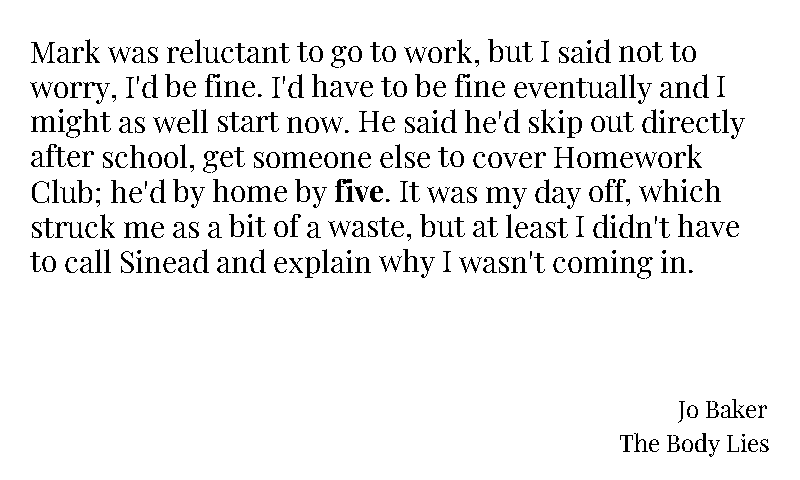 Mark was reluctant to go to work, but I said not to
worry, I'd be fine. I'd have to be fine eventually and I
might as well start now. He said he'd skip out directly
after school, get someone else to cover Homework
Club; he'd by home by five. It was my day off, which
struck me as a bit of a waste, but at least I didn't have
to call Sinead and explain why I wasn't coming in.
Jo Baker
The Body Lies